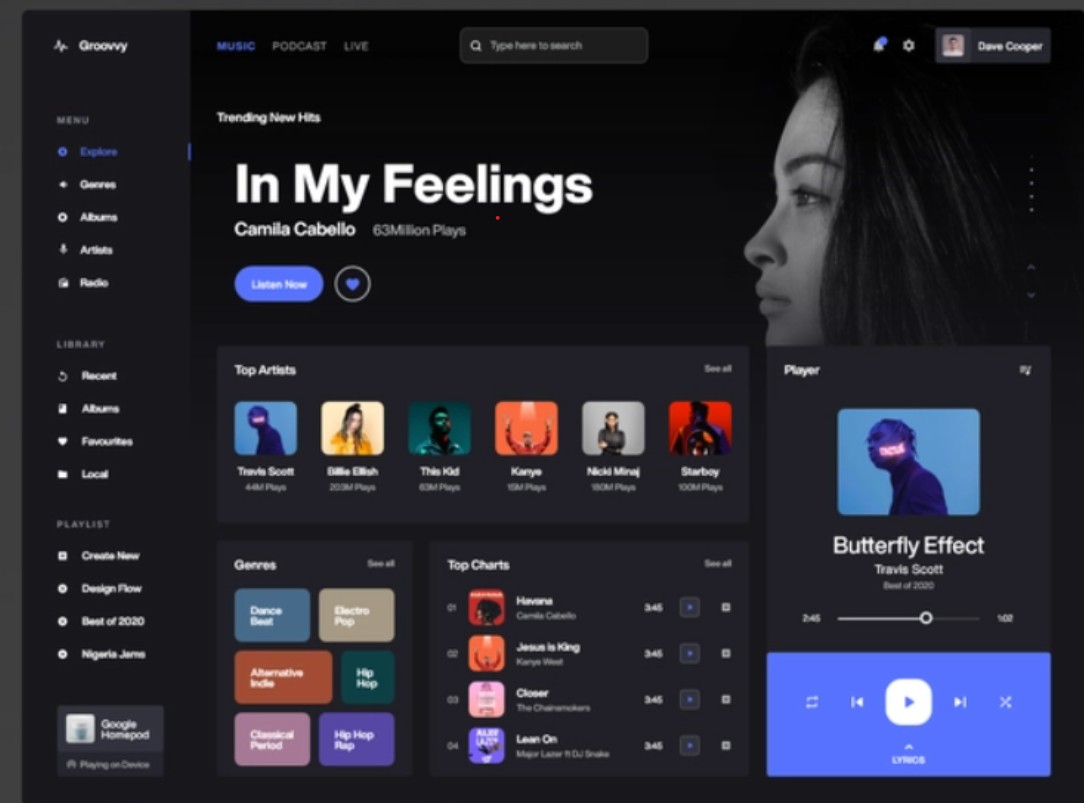 Groovvy
MUSIC PODCAST LIVE
Type here to search
Dave Cooper
MENU
Explore
Genres
Albums
Artists
Radio
LIBRARY
Recent
Albums
Favourites
Local
PLAYLIST
Create New
Design Flow
Best of 2020
Nigeria Jams
Google
Homepod
Playing on Device
Trending New Hits
In My Feelings
Camila Cabello 63Million Plays
Listen Now
Top Artists See all
Travis Scott
44M Plays
Billie Eilish
203M Plays
This Kid
63M Plays
Kanye
15M Plays
Nicki Minaj
180M Plays
Starboy
100M Plays
Genres See all
Dance
Beat
Electro
Pop
Alternative
Indie
Hip
Hop
Classical
Period
Hip Hop
Rap
Top Charts See all
01 Havana 3:45
Camila Cabello
02 Jesus is King 3:45
Kanye West
03 Closer 3:45
The Chainsmokers
04 Lean On 3:45
Major Lazer ft DJ Snake
Player
Butterfly Effect
Travis Scott
Best of 2020
2:45 1:02
LYRICS